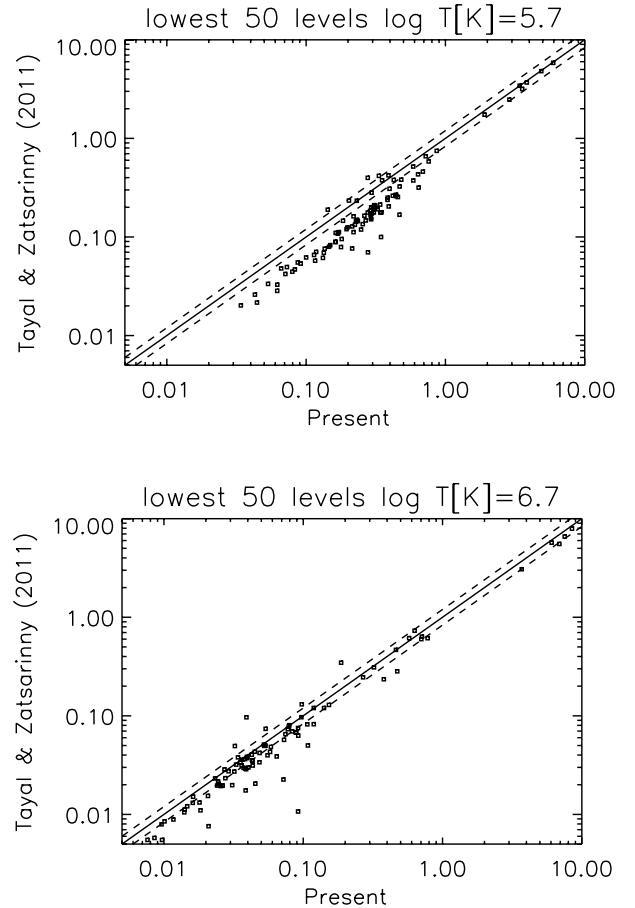 lowest 50 levels log T[K]=5.7
10.00
1.00
0.10
0.01
Tayal & Zatsarinny (2011)
0.01 0.10 1.00 10.00
Present
lowest 50 levels log T[K]=6.7
10.00
1.00
0.10
0.01
Tayal & Zatsarinny (2011)
0.01 0.10 1.00 10.00
Present